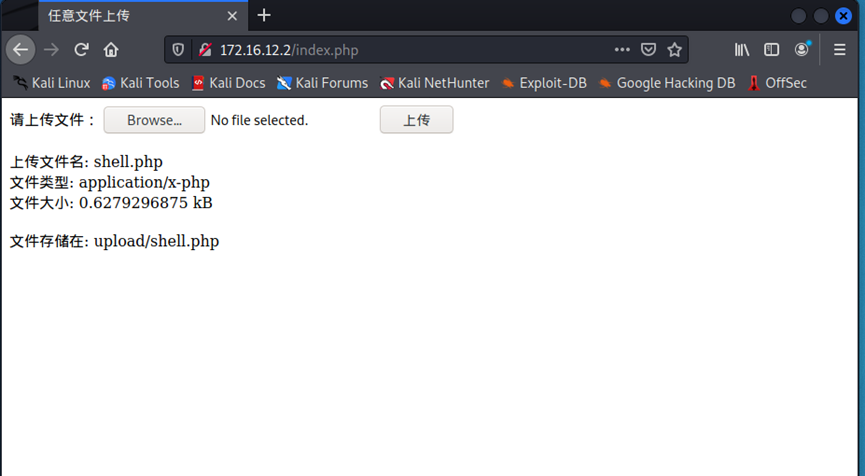 任意文件上传
172.16.12.2/index.php
Kali Linux Kali Tools Kali Docs Kali Forums Kali NetHunter Exploit-DB Google Hacking DB OffSec
请上传文件： Browse... No file selected. 上传
上传文件名: shell.php
文件类型: application/x-php
文件大小: 0.6279296875 kB
文件存储在: upload/shell.php